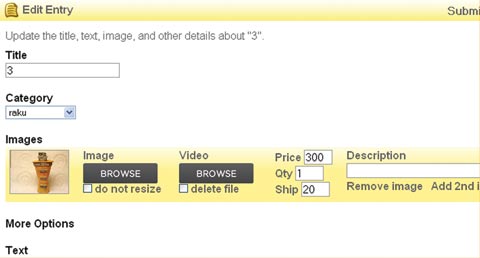 Edit Entry
Submi
Update the title, text, image, and other details about "3".
Title
3
Category
raku
Images
Image Video Price 300 Description
BROWSE BROWSE Qty 1
do not resize delete file Ship 20 Remove image Add 2nd i
More Options
Text